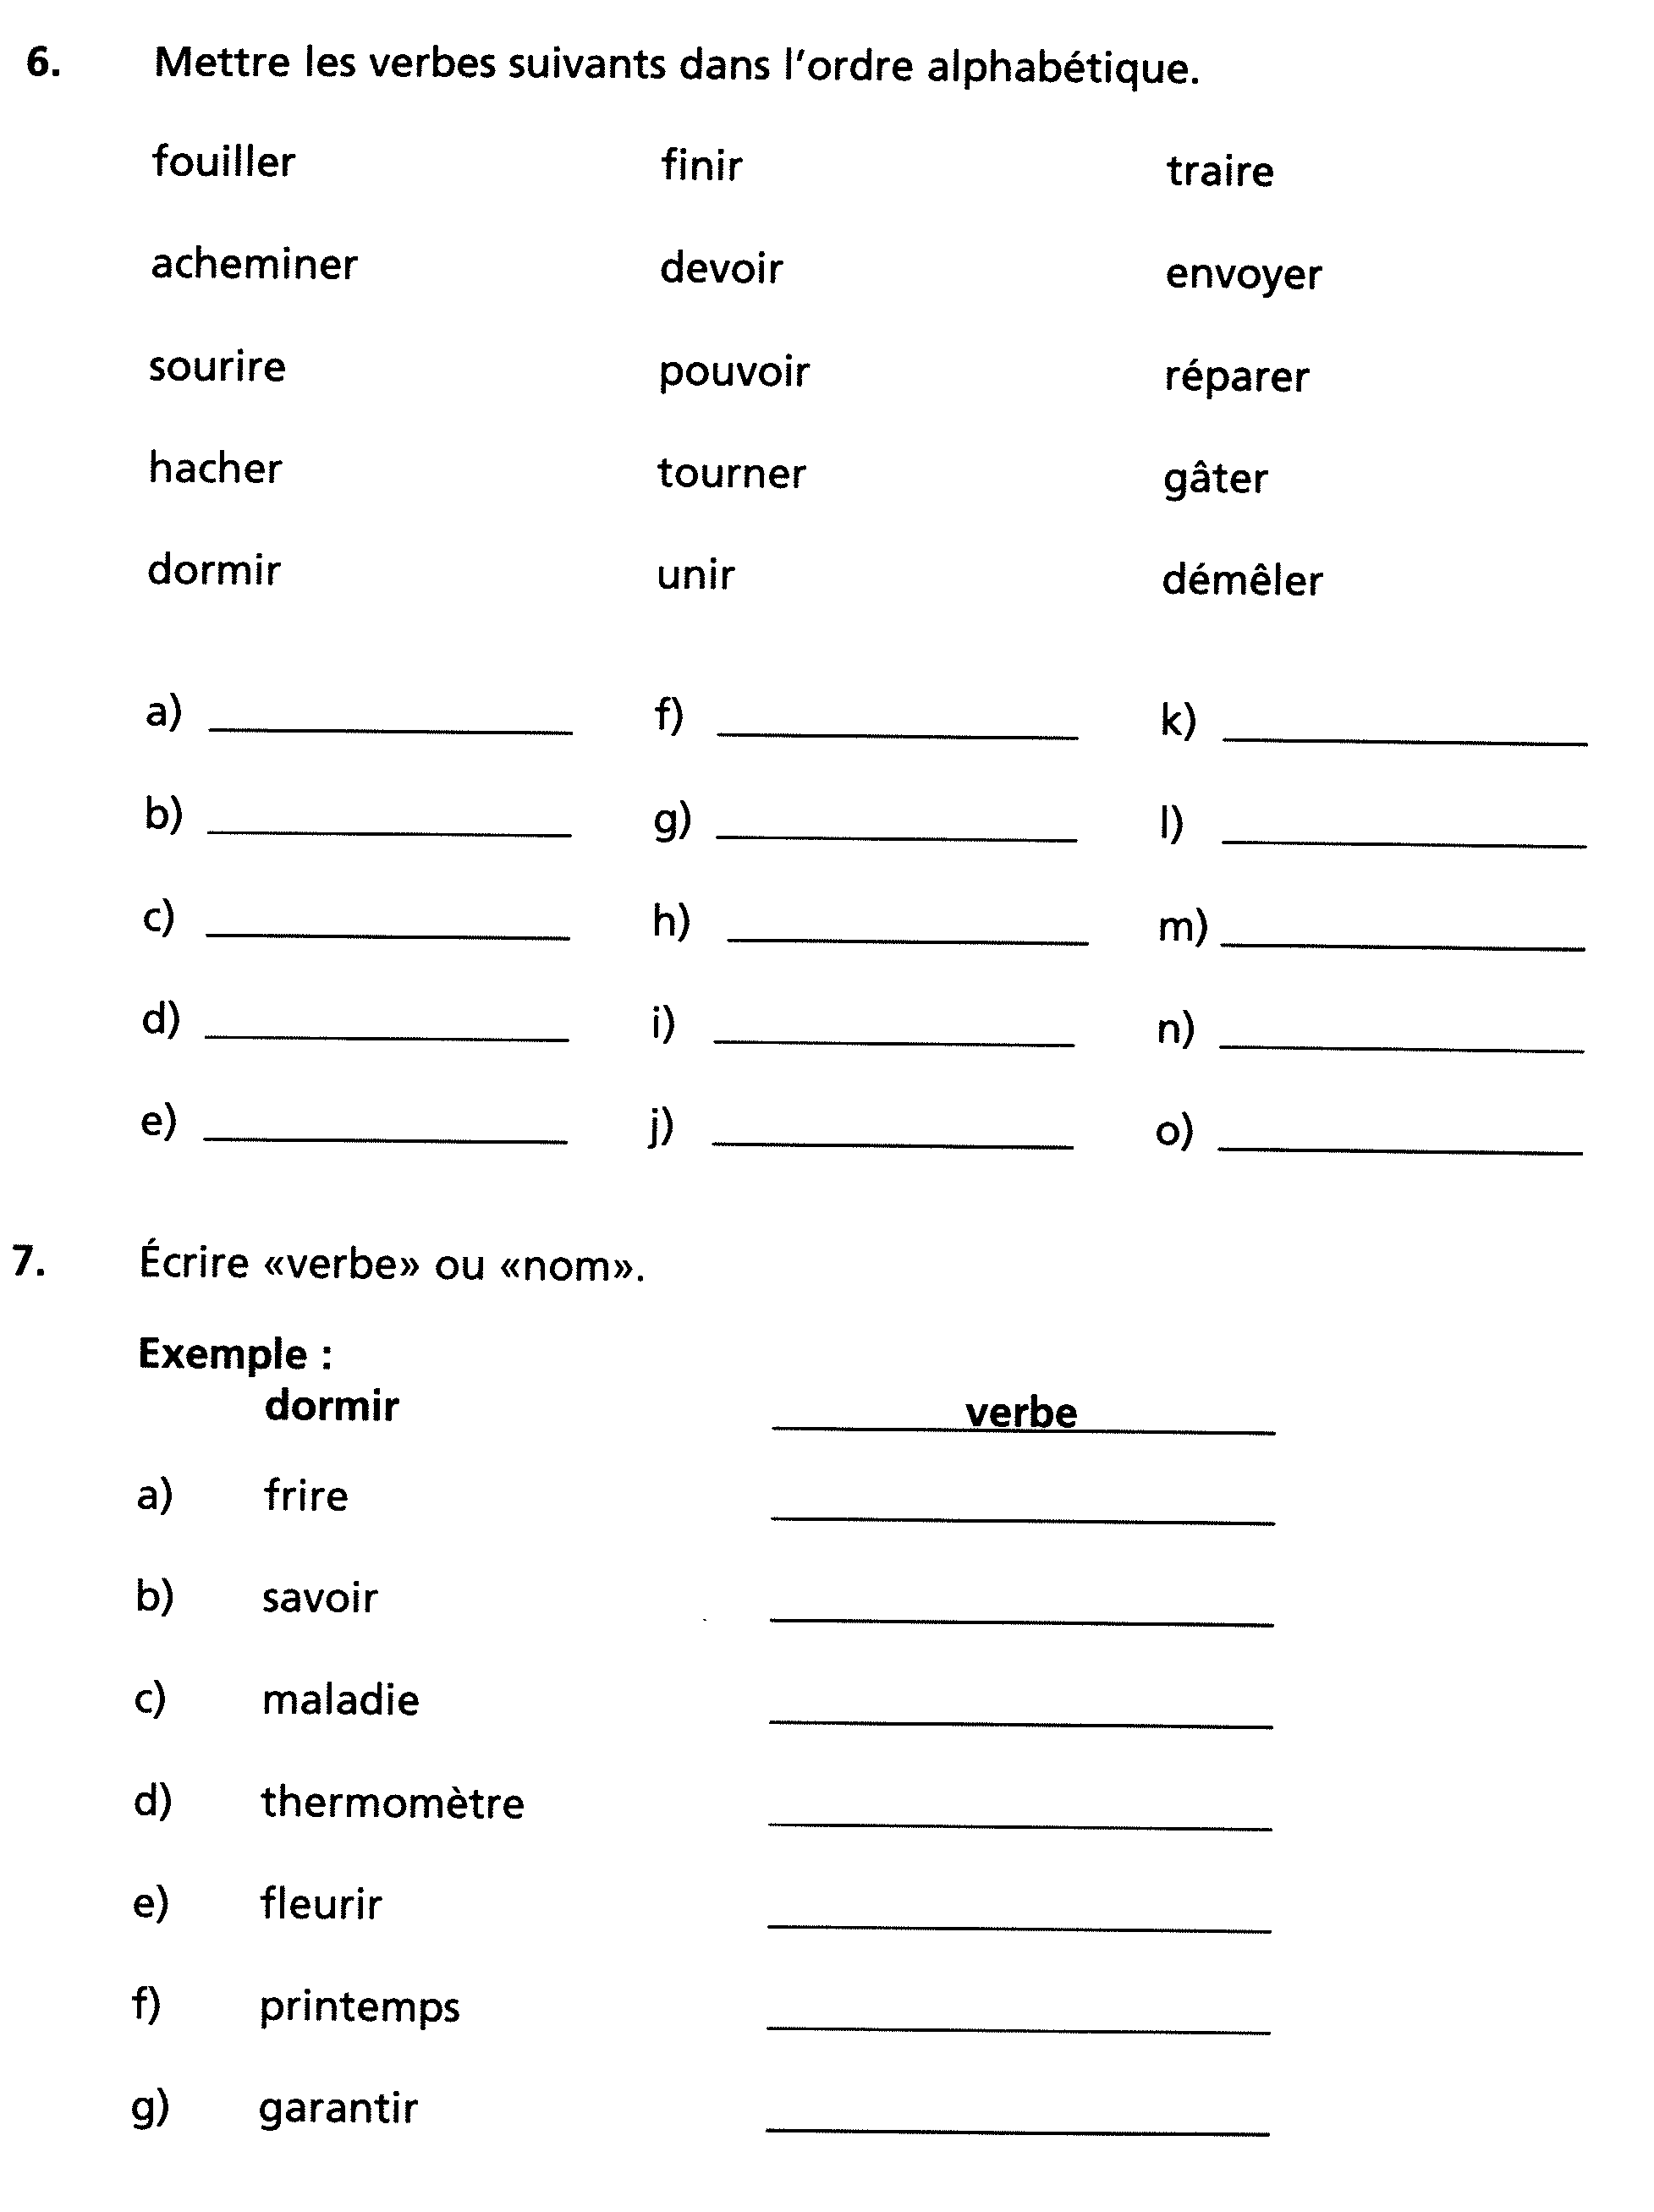 6. Mettre les verbes suivants dans l'ordre alphabétique.
fouiller finir traire
acheminer devoir envoyer
sourire pouvoir réparer
hacher tourner gâter
dormir unir démêler
a) f) k)
b) g) l)
c) h) m)
d) i) n)
e) j) o)
7. Écrire «verbe» ou «nom».
Exemple :
dormir verbe
a) frire
b) savoir
c) maladie
d) thermomètre
e) fleurir
f) printemps
g) garantir